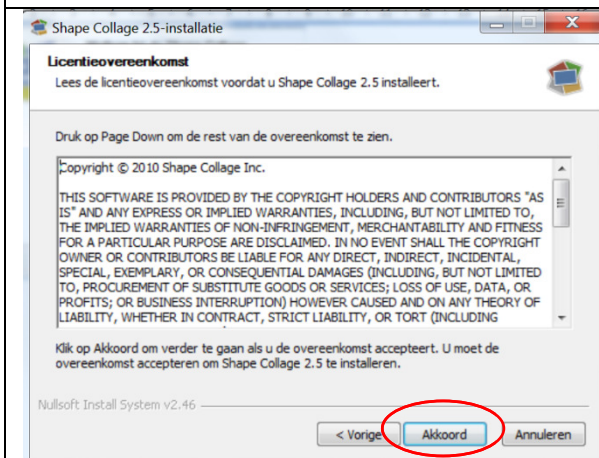 Shape Collage 2.5-installatie
Licentieovereenkomst
Lees de licentieovereenkomst voordat u Shape Collage 2.5 installeert.
Druk op Page Down om de rest van de overeenkomst te zien.
Copyright © 2010 Shape Collage Inc.
THIS SOFTWARE IS PROVIDED BY THE COPYRIGHT HOLDERS AND CONTRIBUTORS "AS
IS" AND ANY EXPRESS OR IMPLIED WARRANTIES, INCLUDING, BUT NOT LIMITED TO,
THE IMPLIED WARRANTIES OF NON-INFRINGEMENT, MERCHANTABILITY AND FITNESS
FOR A PARTICULAR PURPOSE ARE DISCLAIMED. IN NO EVENT SHALL THE COPYRIGHT
OWNER OR CONTRIBUTORS BE LIABLE FOR ANY DIRECT, INDIRECT, INCIDENTAL,
SPECIAL, EXEMPLARY, OR CONSEQUENTIAL DAMAGES (INCLUDING, BUT NOT LIMITED
TO, PROCUREMENT OF SUBSTITUTE GOODS OR SERVICES; LOSS OF USE, DATA, OR
PROFITS; OR BUSINESS INTERRUPTION) HOWEVER CAUSED AND ON ANY THEORY OF
LIABILITY, WHETHER IN CONTRACT, STRICT LIABILITY, OR TORT (INCLUDING
Klik op Akkoord om verder te gaan als u de overeenkomst accepteert. U moet de
overeenkomst accepteren om Shape Collage 2.5 te installeren.
Nullsoft Install System v2.46
< Vorige Akkoord Annuleren